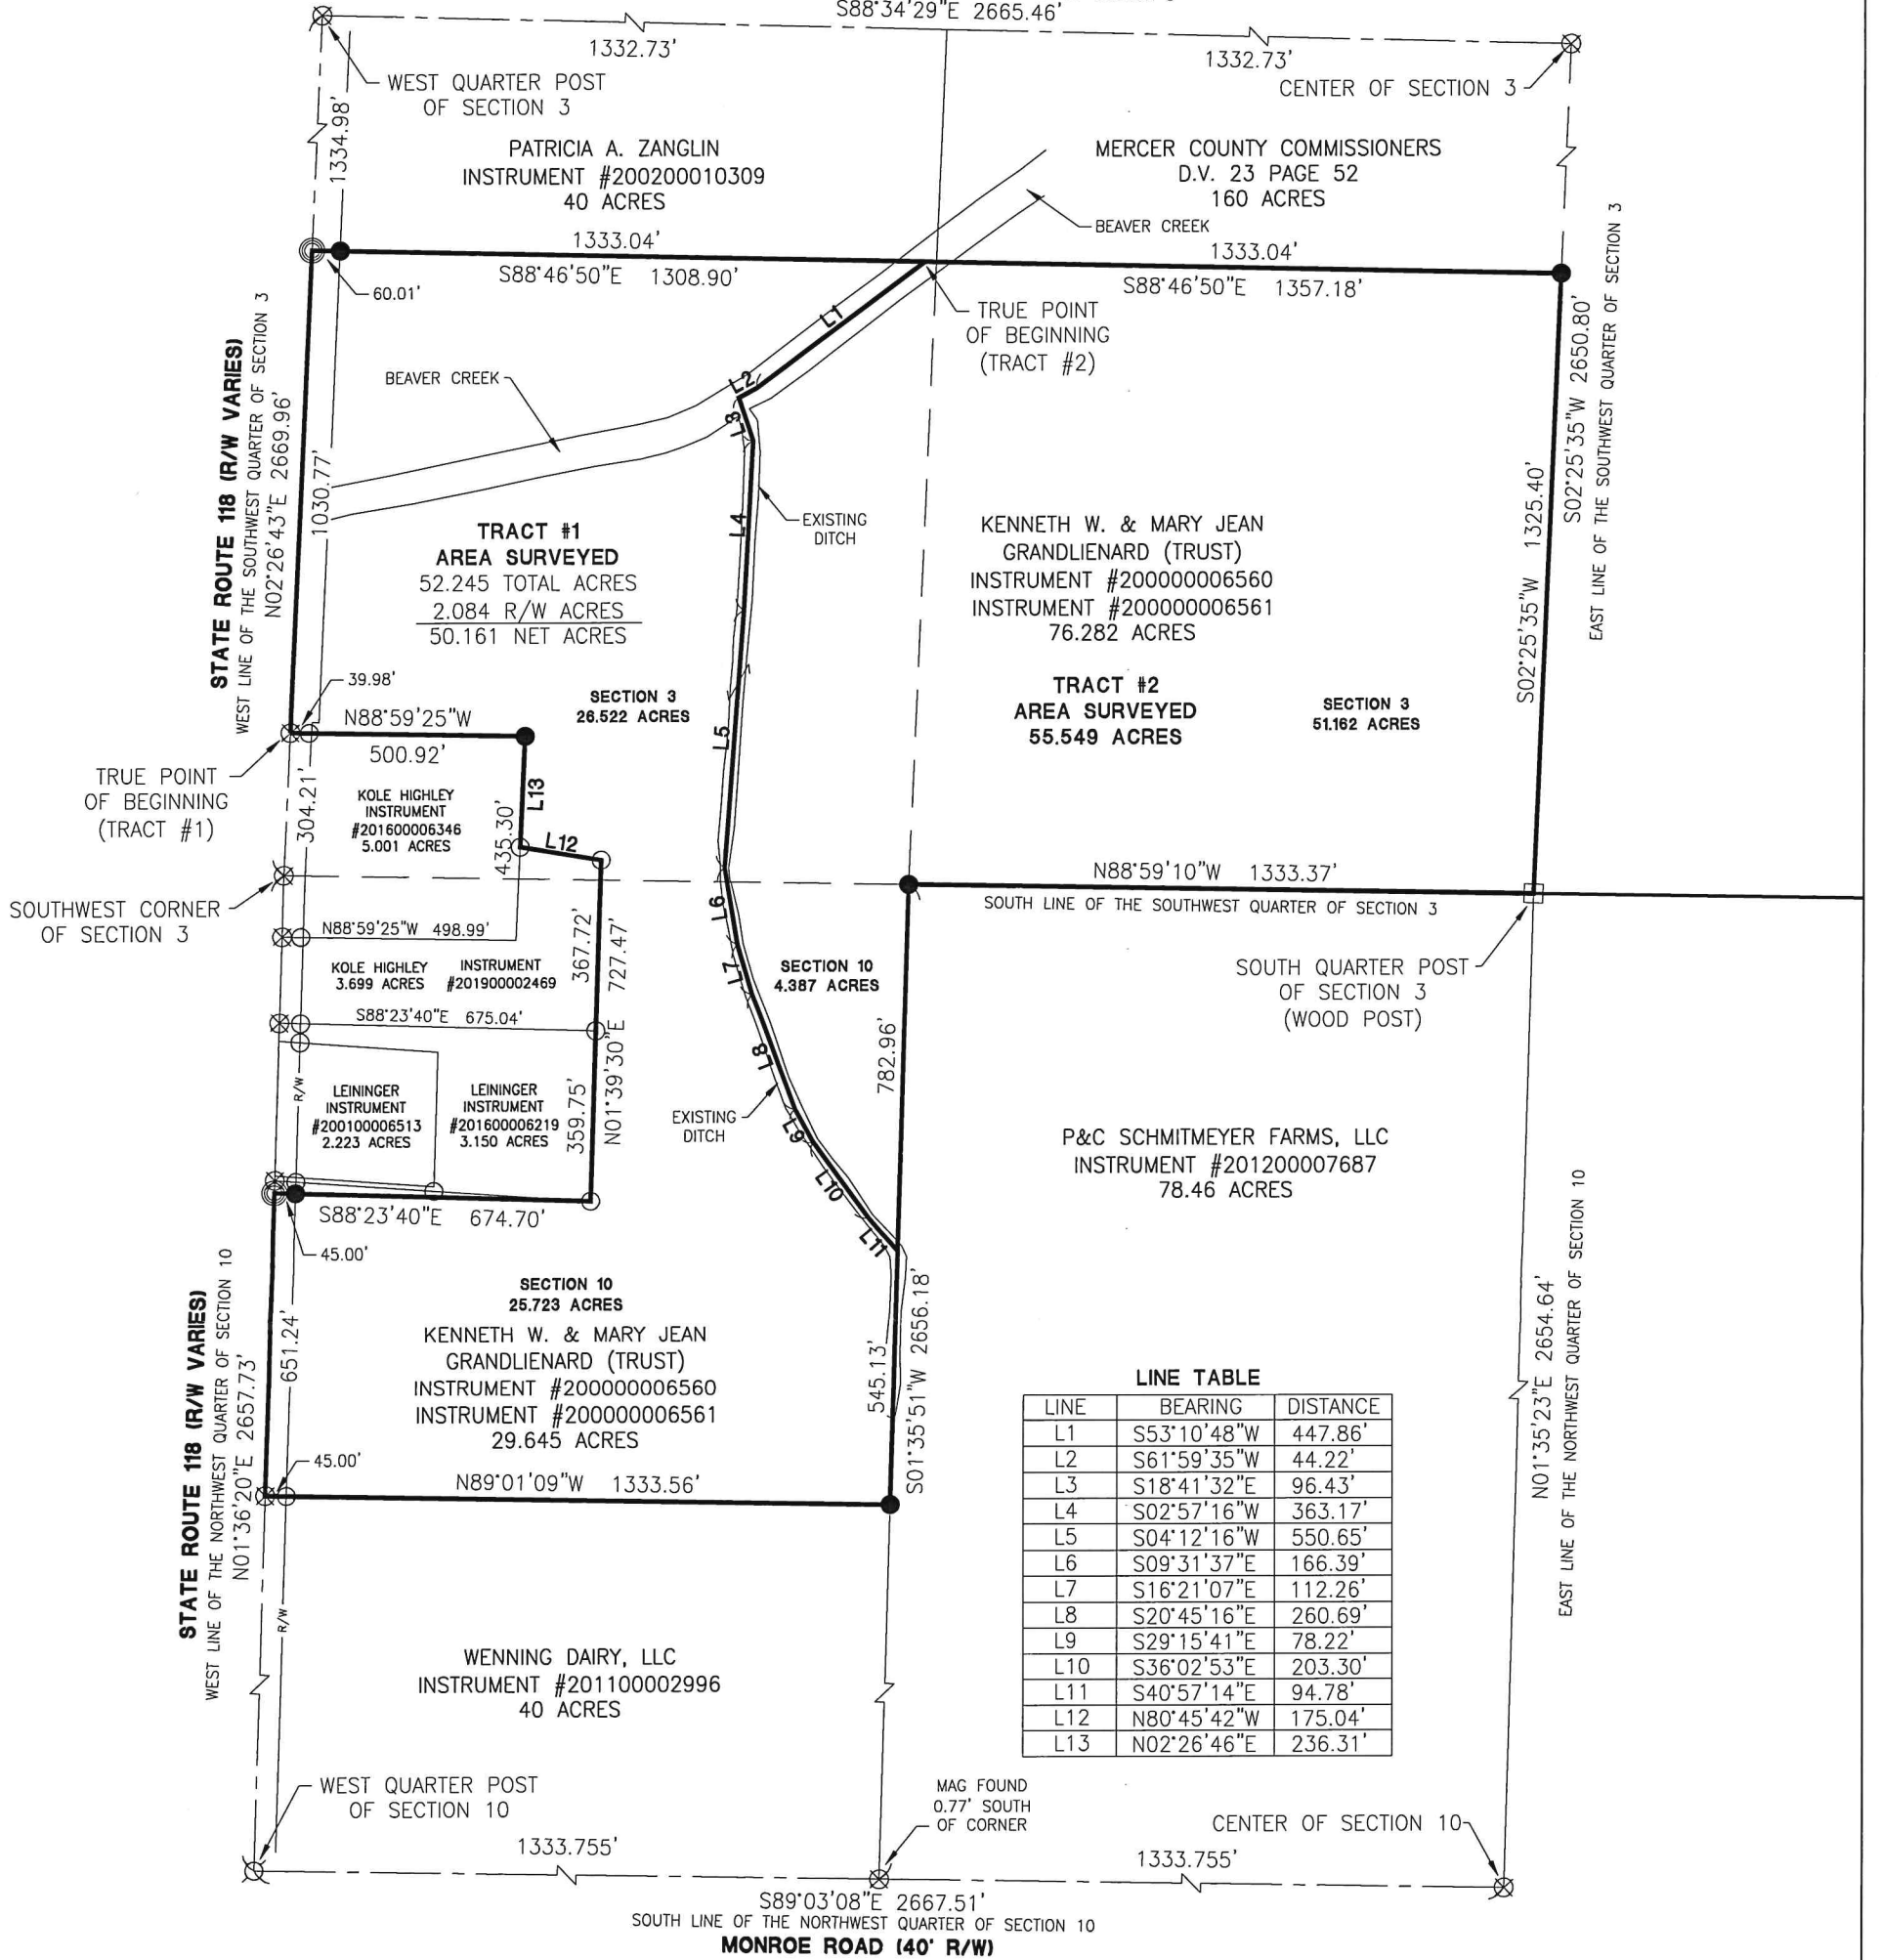 S88°34'29"E 2665.46'
1332.73'
1332.73'
WEST QUARTER POST
OF SECTION 3
CENTER OF SECTION 3
1334.98'
PATRICIA A. ZANGLIN
INSTRUMENT #200200010309
40 ACRES
MERCER COUNTY COMMISSIONERS
D.V. 23 PAGE 52
160 ACRES
BEAVER CREEK
1333.04'
S88°46'50"E 1308.90'
60.01'
1333.04'
S88°46'50"E 1357.18'
TRUE POINT
OF BEGINNING
(TRACT #2)
L1
L2
L3
BEAVER CREEK
STATE ROUTE 118 (R/W VARIES)
WEST LINE OF THE SOUTHWEST QUARTER OF SECTION 3
N02°26'43"E 2669.96'
1030.77'
S02°25'35"W 1325.40'
S02°25'35"W 2650.80'
EAST LINE OF THE SOUTHWEST QUARTER OF SECTION 3
TRACT #1
AREA SURVEYED
52.245 TOTAL ACRES
2.084 R/W ACRES
50.161 NET ACRES
L4
EXISTING
DITCH
KENNETH W. & MARY JEAN
GRANDLIENARD (TRUST)
INSTRUMENT #200000006560
INSTRUMENT #200000006561
76.282 ACRES
39.98'
N88°59'25"W
500.92'
SECTION 3
26.522 ACRES
L5
TRACT #2
AREA SURVEYED
55.549 ACRES
SECTION 3
51.162 ACRES
TRUE POINT
OF BEGINNING
(TRACT #1)
304.21'
KOLE HIGHLEY
INSTRUMENT
#201600006346
5.001 ACRES
435.30'
L13
L12
SOUTHWEST CORNER
OF SECTION 3
N88°59'10"W 1333.37'
SOUTH LINE OF THE SOUTHWEST QUARTER OF SECTION 3
N88°59'25"W 498.99'
L6
L7
KOLE HIGHLEY
3.699 ACRES
INSTRUMENT
#201900002469
367.72'
727.47'
SECTION 10
4.387 ACRES
SOUTH QUARTER POST
OF SECTION 3
(WOOD POST)
S88°23'40"E 675.04'
N01°39'30"E
359.75'
782.96'
R/W
LEININGER
INSTRUMENT
#200100006513
2.223 ACRES
LEININGER
INSTRUMENT
#201600006219
3.150 ACRES
L8
EXISTING
DITCH
L9
L10
L11
P&C SCHMITMEYER FARMS, LLC
INSTRUMENT #201200007687
78.46 ACRES
S88°23'40"E 674.70'
45.00'
SECTION 10
25.723 ACRES
KENNETH W. & MARY JEAN
GRANDLIENARD (TRUST)
INSTRUMENT #200000006560
INSTRUMENT #200000006561
29.645 ACRES
STATE ROUTE 118 (R/W VARIES)
WEST LINE OF THE NORTHWEST QUARTER OF SECTION 10
N01°36'20"E 2657.73'
651.24'
545.13'
S01°35'51"W 2656.18'
N01°35'23"E 2654.64'
EAST LINE OF THE NORTHWEST QUARTER OF SECTION 10
45.00'
N89°01'09"W 1333.56'
R/W
LINE TABLE
LINE BEARING DISTANCE
L1 S53°10'48"W 447.86'
L2 S61°59'35"W 44.22'
L3 S18°41'32"E 96.43'
L4 S02°57'16"W 363.17'
L5 S04°12'16"W 550.65'
L6 S09°31'37"E 166.39'
L7 S16°21'07"E 112.26'
L8 S20°45'16"E 260.69'
L9 S29°15'41"E 78.22'
L10 S36°02'53"E 203.30'
L11 S40°57'14"E 94.78'
L12 N80°45'42"W 175.04'
L13 N02°26'46"E 236.31'
WENNING DAIRY, LLC
INSTRUMENT #201100002996
40 ACRES
WEST QUARTER POST
OF SECTION 10
MAG FOUND
0.77' SOUTH
OF CORNER
CENTER OF SECTION 10
1333.755'
1333.755'
S89°03'08"E 2667.51'
SOUTH LINE OF THE NORTHWEST QUARTER OF SECTION 10
MONROE ROAD (40' R/W)